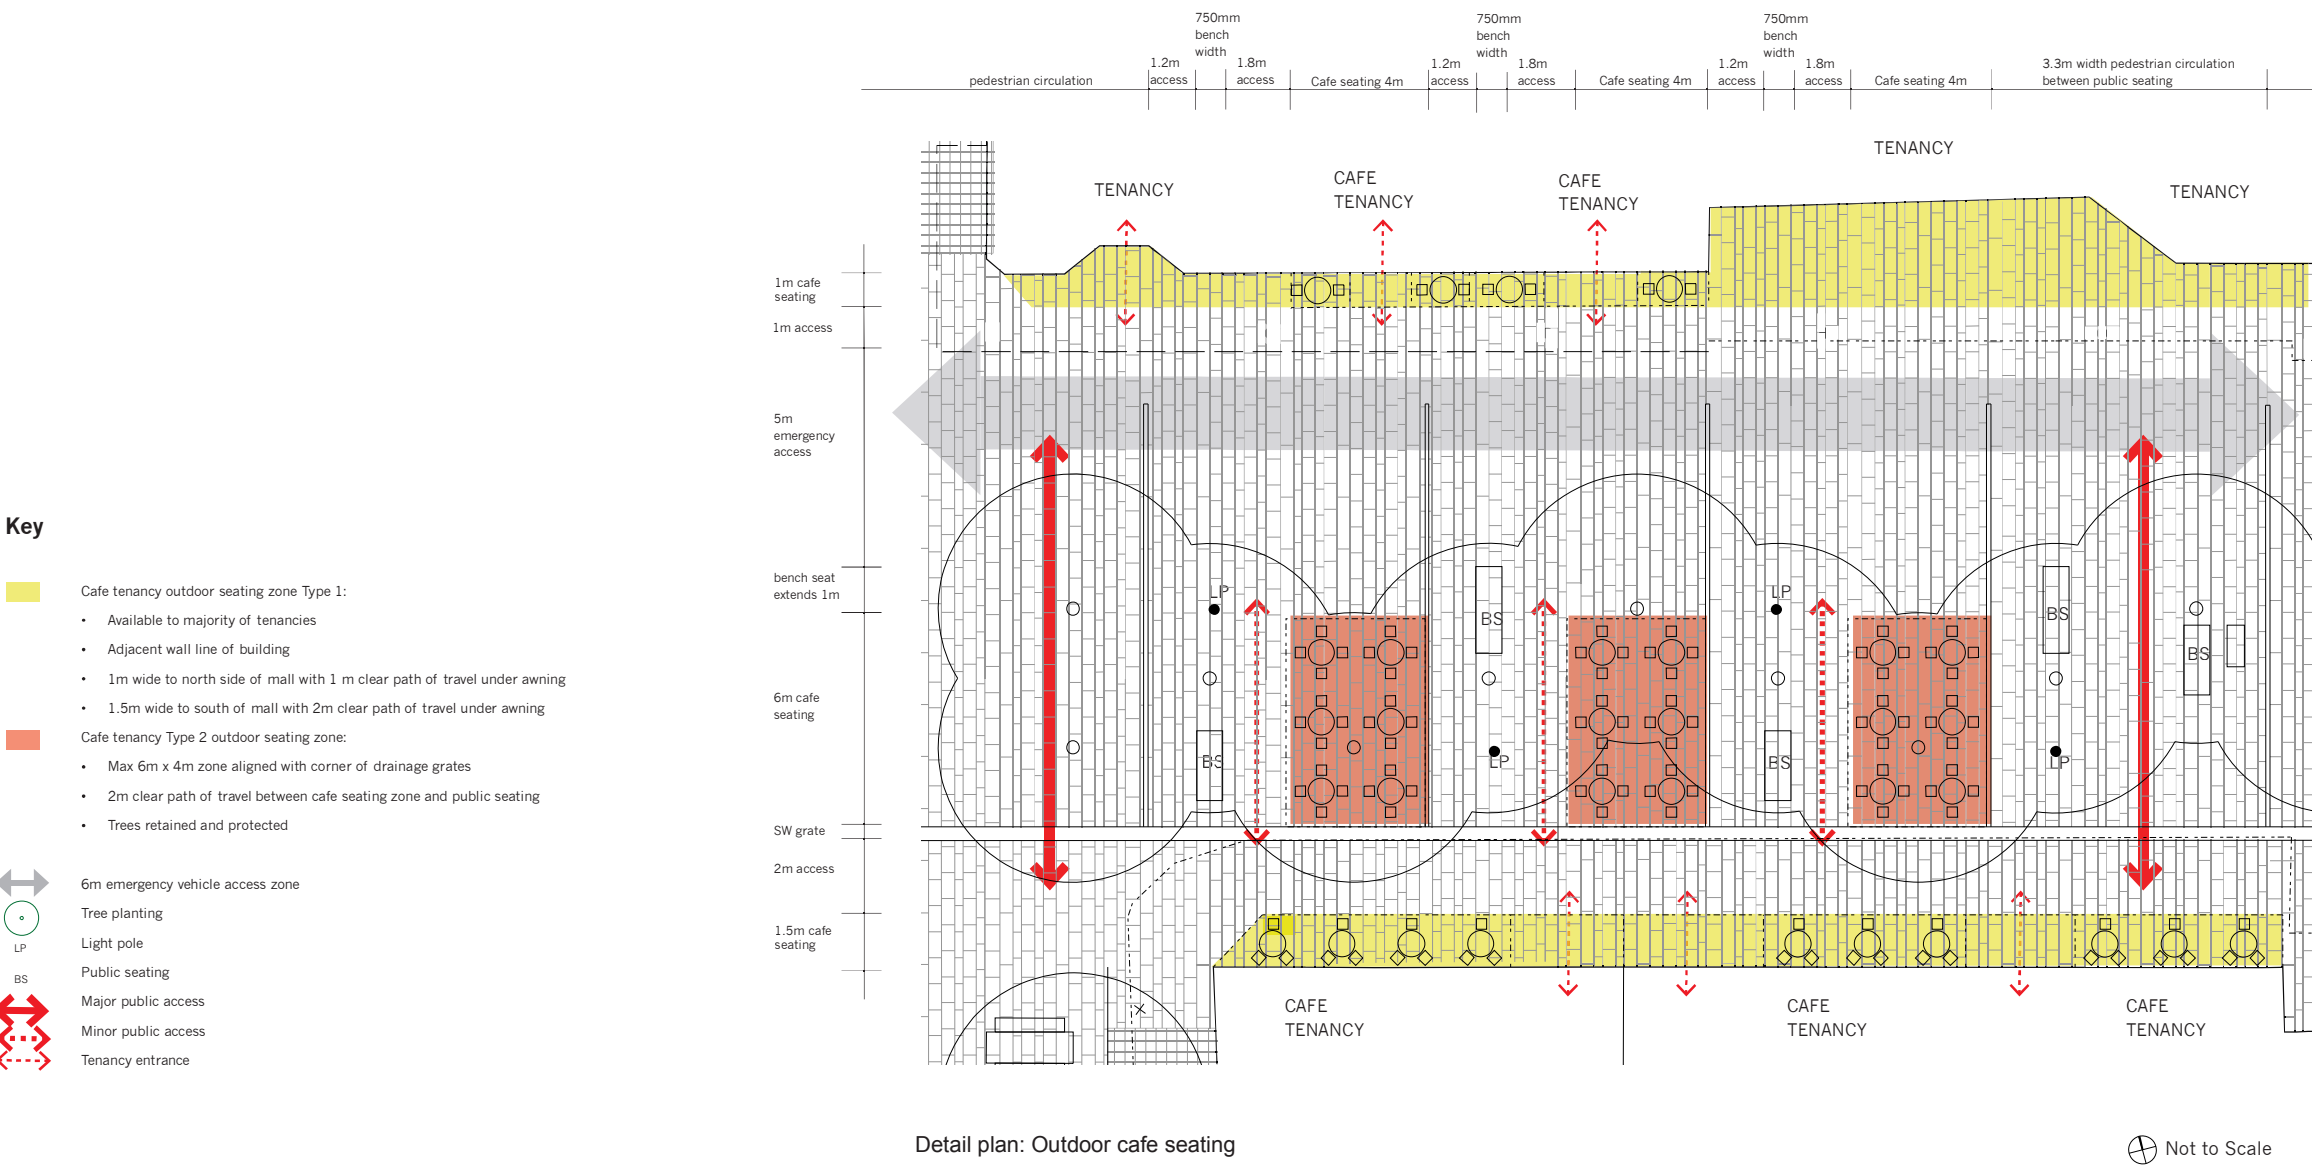 750mm
bench
width
750mm
bench
width
750mm
bench
width
pedestrian circulation
1.2m
access
1.8m
access
Cafe seating 4m
1.2m
access
1.8m
access
Cafe seating 4m
1.2m
access
1.8m
access
Cafe seating 4m
3.3m width pedestrian circulation
between public seating
TENANCY
CAFE
TENANCY
CAFE
TENANCY
TENANCY
TENANCY
1m cafe
seating
1m access
5m
emergency
access
bench seat
extends 1m
6m cafe
seating
SW grate
2m access
1.5m cafe
seating
LP
BS
BS
LP
LP
BS
BS
LP
BS
CAFE
TENANCY
CAFE
TENANCY
CAFE
TENANCY
Key
Cafe tenancy outdoor seating zone Type 1:
• Available to majority of tenancies
• Adjacent wall line of building
• 1m wide to north side of mall with 1 m clear path of travel under awning
• 1.5m wide to south of mall with 2m clear path of travel under awning
Cafe tenancy Type 2 outdoor seating zone:
• Max 6m x 4m zone aligned with corner of drainage grates
• 2m clear path of travel between cafe seating zone and public seating
• Trees retained and protected
6m emergency vehicle access zone
Tree planting
LP Light pole
BS Public seating
Major public access
Minor public access
Tenancy entrance
Detail plan: Outdoor cafe seating
Not to Scale